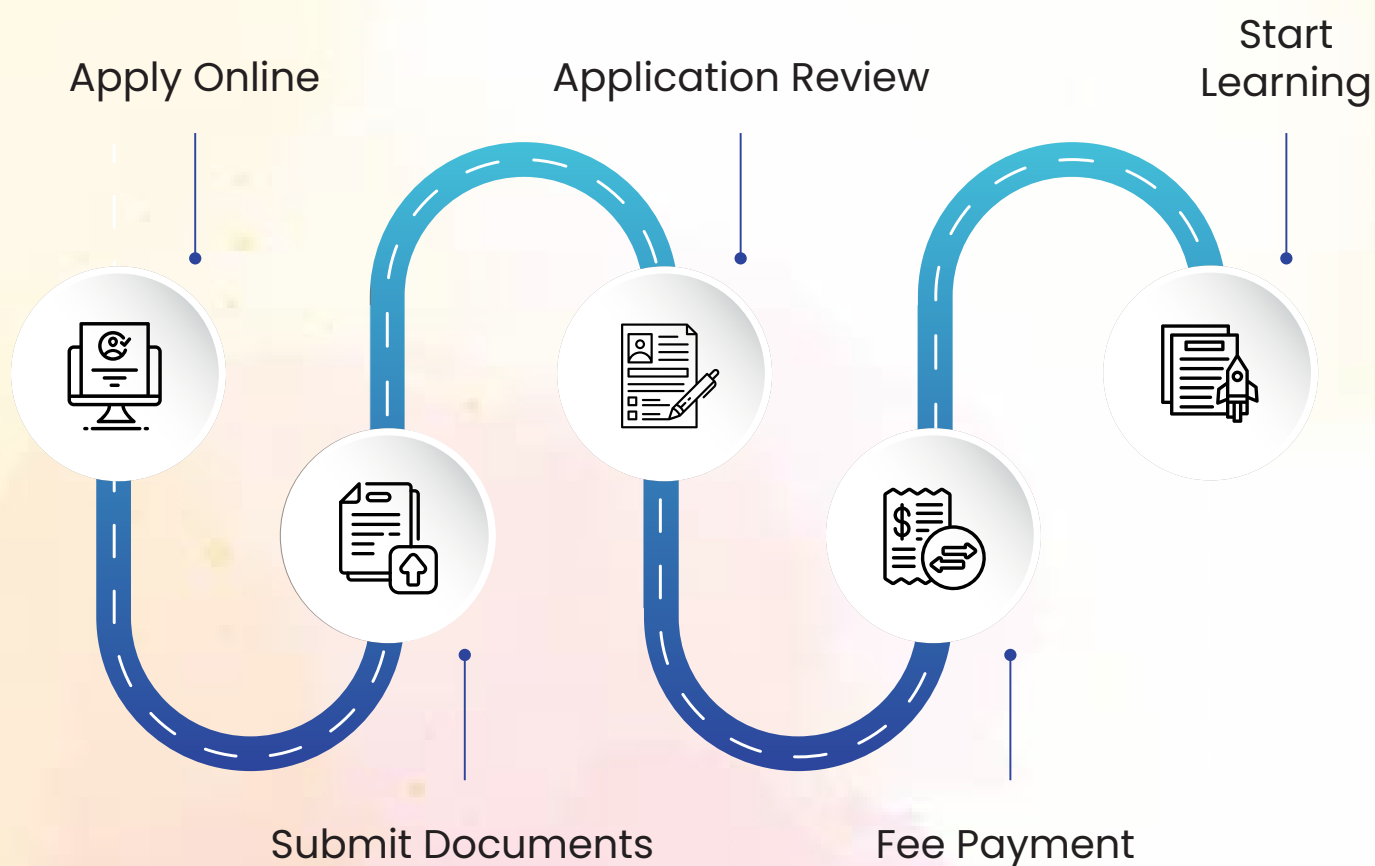 Apply Online
Submit Documents
Application Review
Fee Payment
Start
Learning
$